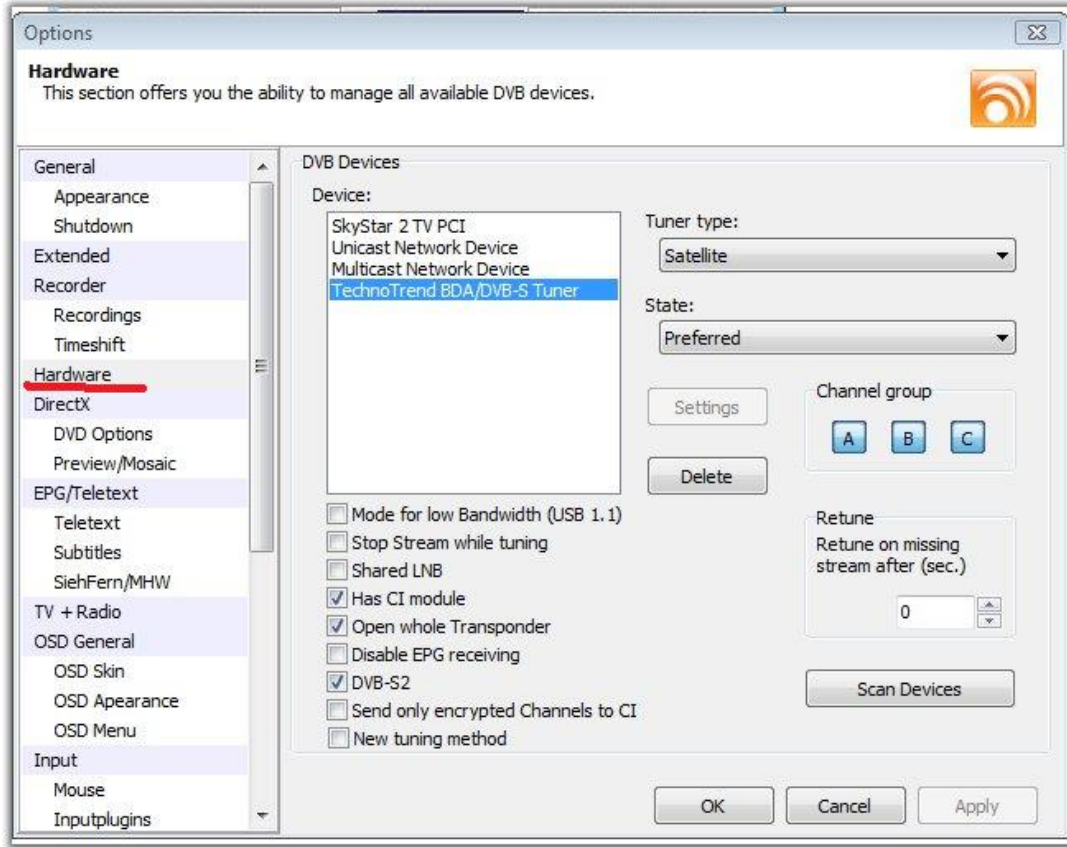 Options
Hardware
This section offers you the ability to manage all available DVB devices.
General
Appearance
Shutdown
Extended
Recorder
Recordings
Timeshift
Hardware
DirectX
DVD Options
Preview/Mosaic
EPG/Teletext
Teletext
Subtitles
SiehFern/MHW
TV + Radio
OSD General
OSD Skin
OSD Apearance
OSD Menu
Input
Mouse
Inputplugins
DVB Devices
Device:
SkyStar 2 TV PCI
Unicast Network Device
Multicast Network Device
TechnoTrend BDA/DVB-S Tuner
Tuner type:
Satellite
State:
Preferred
Settings
Delete
Channel group
A B C
Mode for low Bandwidth (USB 1.1)
Stop Stream while tuning
Shared LNB
Has CI module
Open whole Transponder
Disable EPG receiving
DVB-S2
Send only encrypted Channels to CI
New tuning method
Retune
Retune on missing
stream after (sec.)
0
Scan Devices
OK Cancel Apply